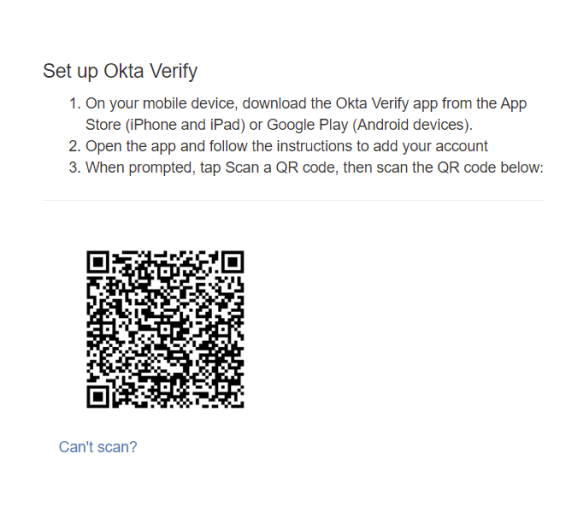 Set up Okta Verify
1. On your mobile device, download the Okta Verify app from the App
Store (iPhone and iPad) or Google Play (Android devices).
2. Open the app and follow the instructions to add your account
3. When prompted, tap Scan a QR code, then scan the QR code below:
Can't scan?